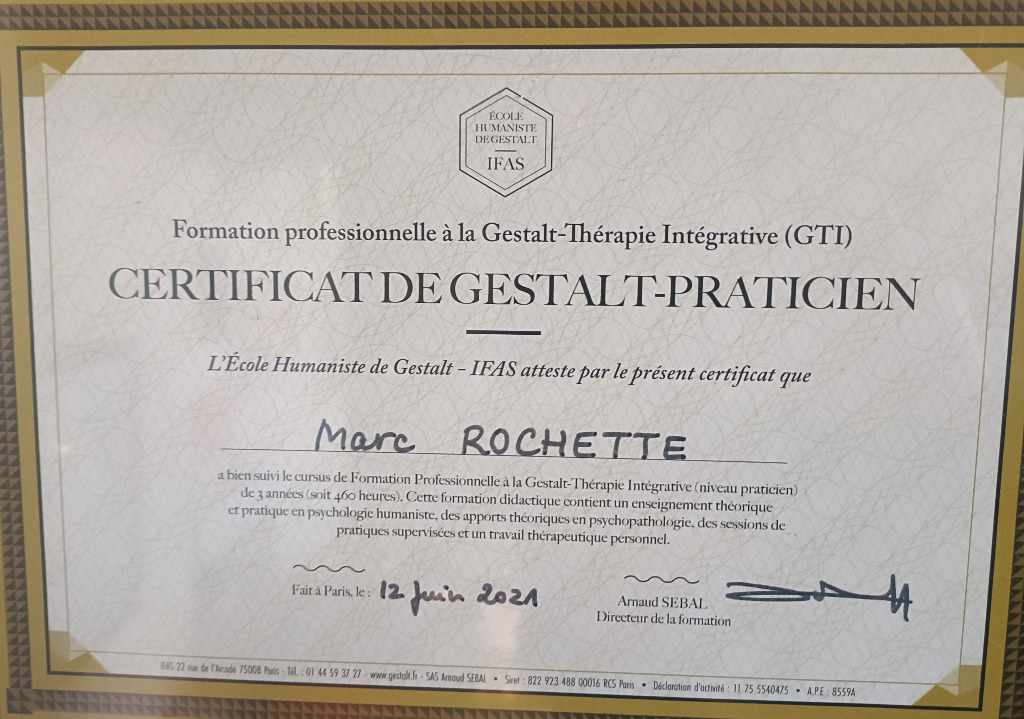 ÉCOLE
HUMANISTE
DE GESTALT
IFAS
Formation professionnelle à la Gestalt-Thérapie Intégrative (GTI)
CERTIFICAT DE GESTALT-PRATICIEN
L'École Humaniste de Gestalt – IFAS atteste par le présent certificat que
Marc ROCHETTE
a bien suivi le cursus de Formation Professionnelle à la Gestalt-Thérapie Intégrative (niveau praticien)
de 3 années (soit 460 heures). Cette formation didactique contient un enseignement théorique
et pratique en psychologie humaniste, des apports théoriques en psychopathologie, des sessions de
pratiques supervisées et un travail thérapeutique personnel.
Fait à Paris, le : 12 Juin 2021
Arnaud SEBAL
Directeur de la formation
IFAS 22 rue de l'Arcade 75008 Paris - Tél. : 01 44 59 37 27 - www.gestalt.fr - SAS Arnaud SEBAL • Siret : 822 923 488 00016 RCS Paris • Déclaration d'activité : 11 75 5540475 • A.P.E : 8559A